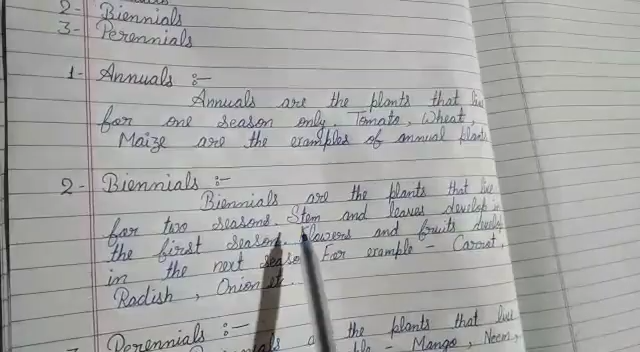 2- Biennials
3- Perennials
1- Annuals :-
Annuals are the plants that live
for one season only. Tomato, Wheat,
Maize are the examples of annual plants
2- Biennials :-
Biennials are the plants that live
for two seasons. Stem and leaves develop in
the first season. Flowers and fruits develop
in the next season For example - Carrot,
Radish, Onion etc.
Perennials :-
the plants that live
- Mango, Neem,